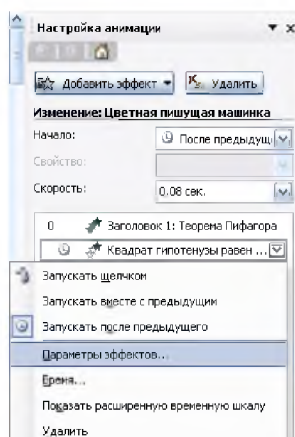 Настройка анимации
Добавить эффект
Удалить
Изменение: Цветная пишущая машинка
Начало:
После предыдущ
Свойство:
Скорость:
0.08 сек.
0 Заголовок 1: Теорема Пифагора
Квадрат гипотенузы равен ...
Запускать щелчком
Запускать вместе с предыдущим
Запускать после предыдущего
Параметры эффектов...
Время...
Показать расширенную временную шкалу
Удалить